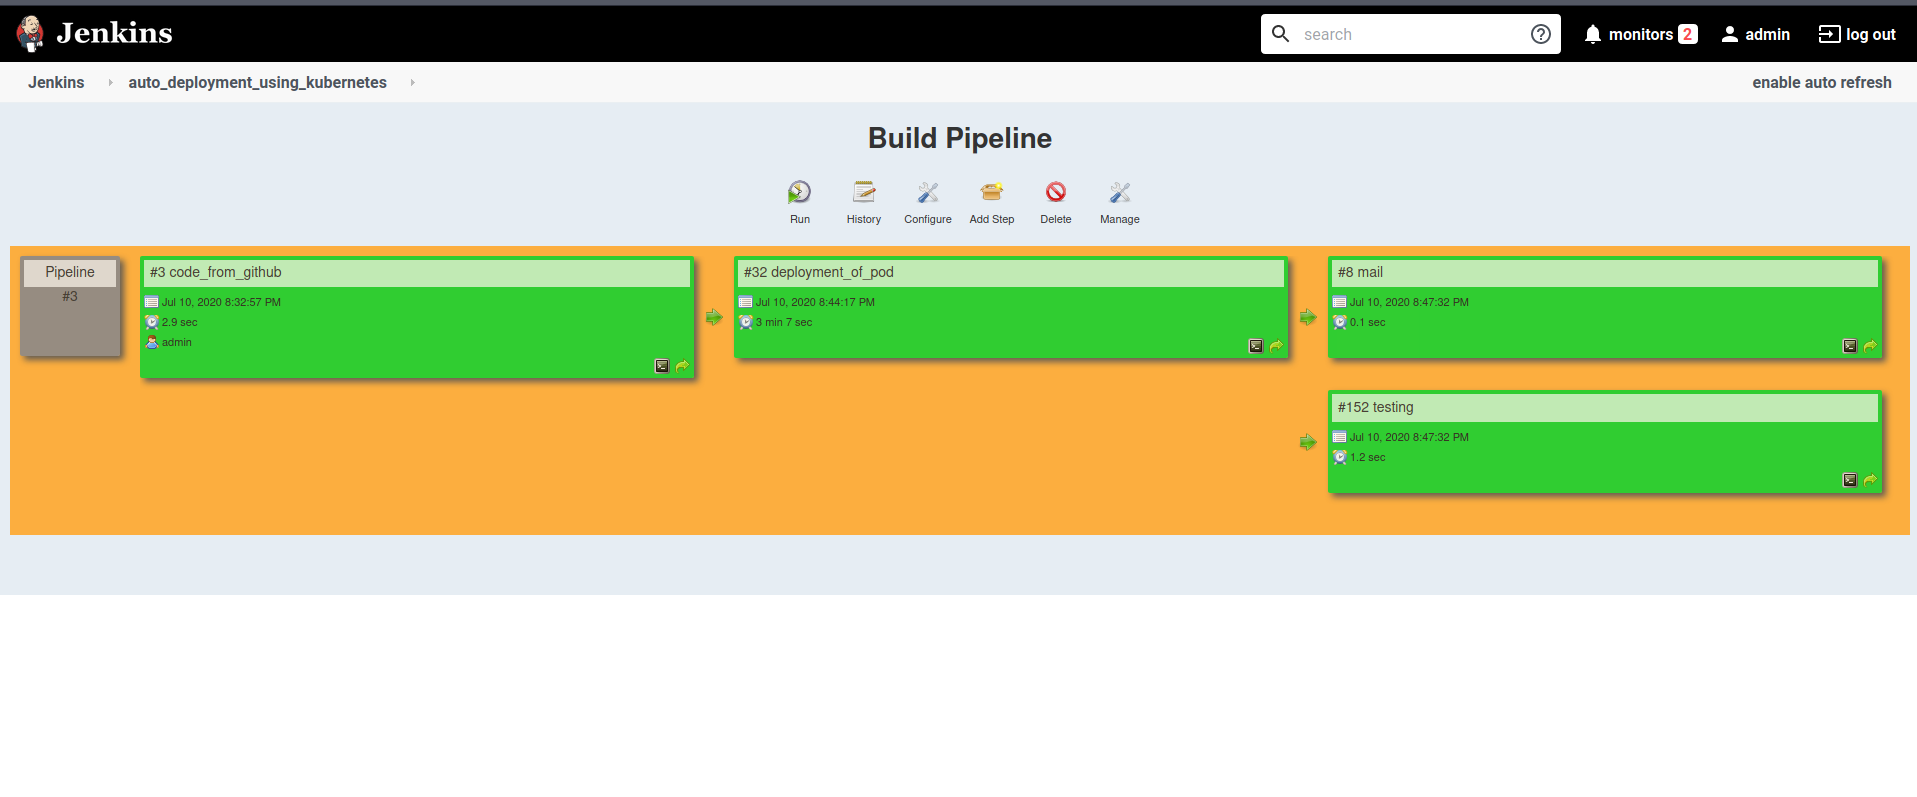 Jenkins
search
monitors 2
admin
log out
Jenkins
auto_deployment_using_kubernetes
enable auto refresh
Build Pipeline
Run
History
Configure
Add Step
Delete
Manage
Pipeline
#3
#3 code_from_github
Jul 10, 2020 8:32:57 PM
2.9 sec
admin
#32 deployment_of_pod
Jul 10, 2020 8:44:17 PM
3 min 7 sec
#8 mail
Jul 10, 2020 8:47:32 PM
0.1 sec
#152 testing
Jul 10, 2020 8:47:32 PM
1.2 sec